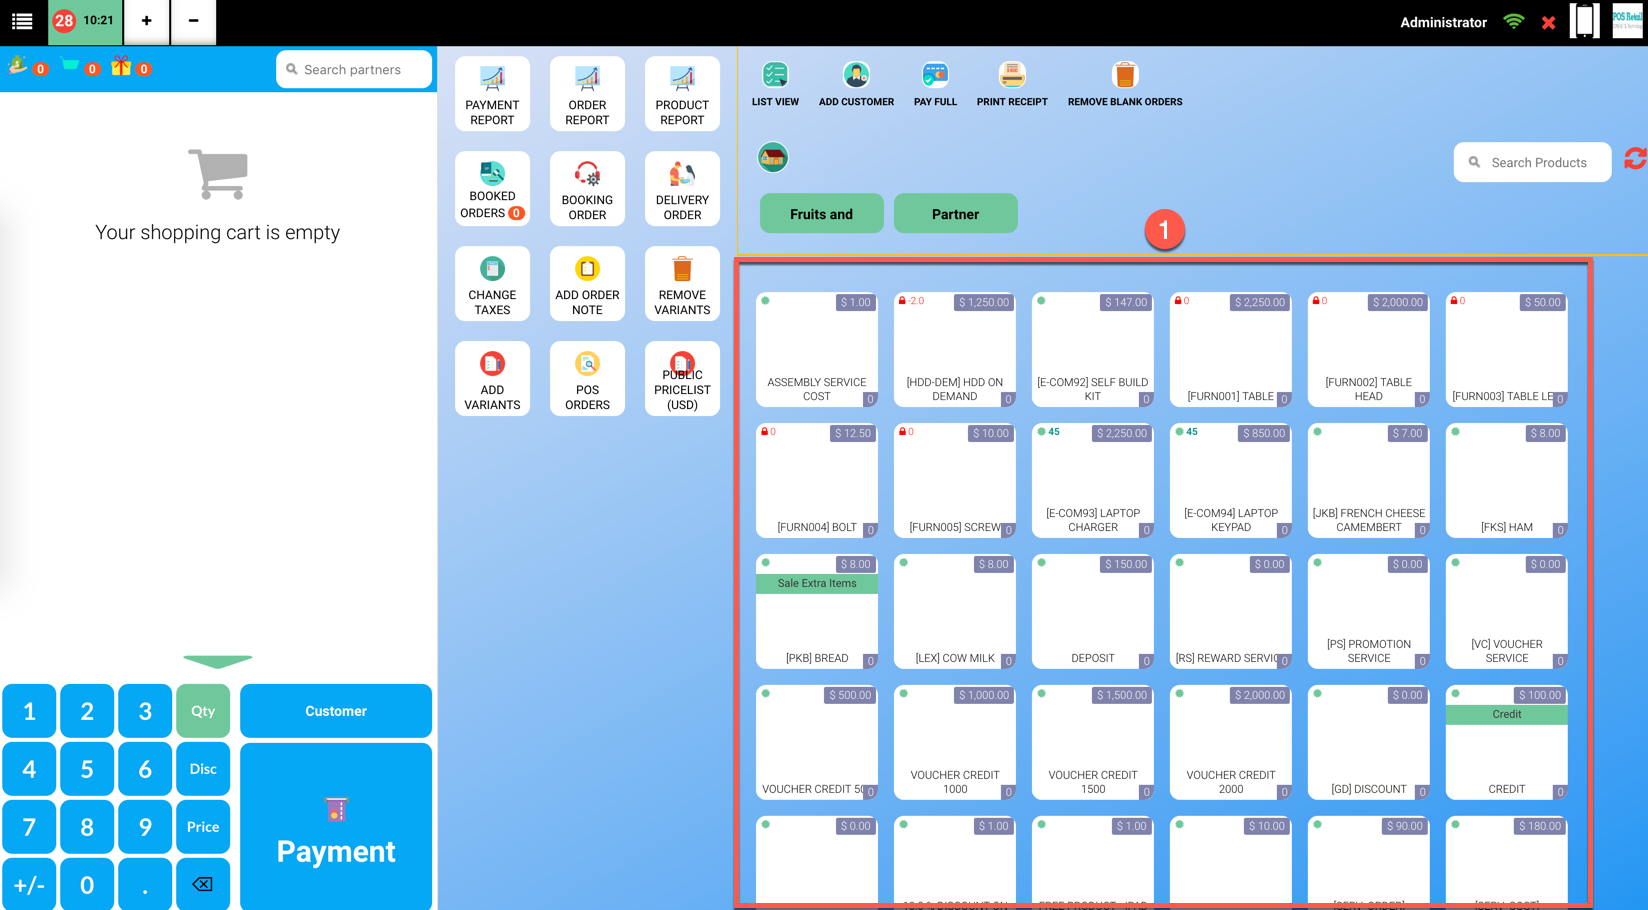 28 10:21 + −
Administrator
POS Retail
0 0 0
Search partners
Your shopping cart is empty
1 2 3 Qty
Customer
4 5 6 Disc
7 8 9 Price
+/- 0 .
Payment
PAYMENT
REPORT
ORDER
REPORT
PRODUCT
REPORT
BOOKED
ORDERS 0
BOOKING
ORDER
DELIVERY
ORDER
CHANGE
TAXES
ADD ORDER
NOTE
REMOVE
VARIANTS
ADD
VARIANTS
POS
ORDERS
PUBLIC
PRICELIST
(USD)
LIST VIEW
ADD CUSTOMER
PAY FULL
PRINT RECEIPT
REMOVE BLANK ORDERS
Search Products
Fruits and
Partner
1
$ 1.00
ASSEMBLY SERVICE
COST
0
-2.0
$ 1,250.00
[HDD-DEM] HDD ON
DEMAND
0
$ 147.00
[E-COM92] SELF BUILD
KIT
0
0
$ 2,250.00
[FURN001] TABLE
0
0
$ 2,000.00
[FURN002] TABLE
HEAD
0
0
$ 50.00
[FURN003] TABLE LE
0
0
$ 12.50
[FURN004] BOLT
0
0
$ 10.00
[FURN005] SCREW
0
45
$ 2,250.00
[E-COM93] LAPTOP
CHARGER
0
45
$ 850.00
[E-COM94] LAPTOP
KEYPAD
0
$ 7.00
[JKB] FRENCH CHEESE
CAMEMBERT
0
$ 8.00
[FKS] HAM
0
$ 8.00
Sale Extra Items
[PKB] BREAD
0
$ 8.00
[LEX] COW MILK
0
$ 150.00
DEPOSIT
0
$ 0.00
[RS] REWARD SERVIC
0
$ 0.00
[PS] PROMOTION
SERVICE
0
$ 0.00
[VC] VOUCHER
SERVICE
0
$ 500.00
VOUCHER CREDIT 50
0
$ 1,000.00
VOUCHER CREDIT
1000
0
$ 1,500.00
VOUCHER CREDIT
1500
0
$ 2,000.00
VOUCHER CREDIT
2000
0
$ 0.00
[GD] DISCOUNT
0
$ 100.00
Credit
CREDIT
0
$ 0.00
$ 1.00
10.0 % DISCOUNT ON
$ 1.00
FREE PRODUCT - IPAD
$ 10.00
$ 90.00
[SERV-ORDER]
$ 180.00
[SERV-COST]